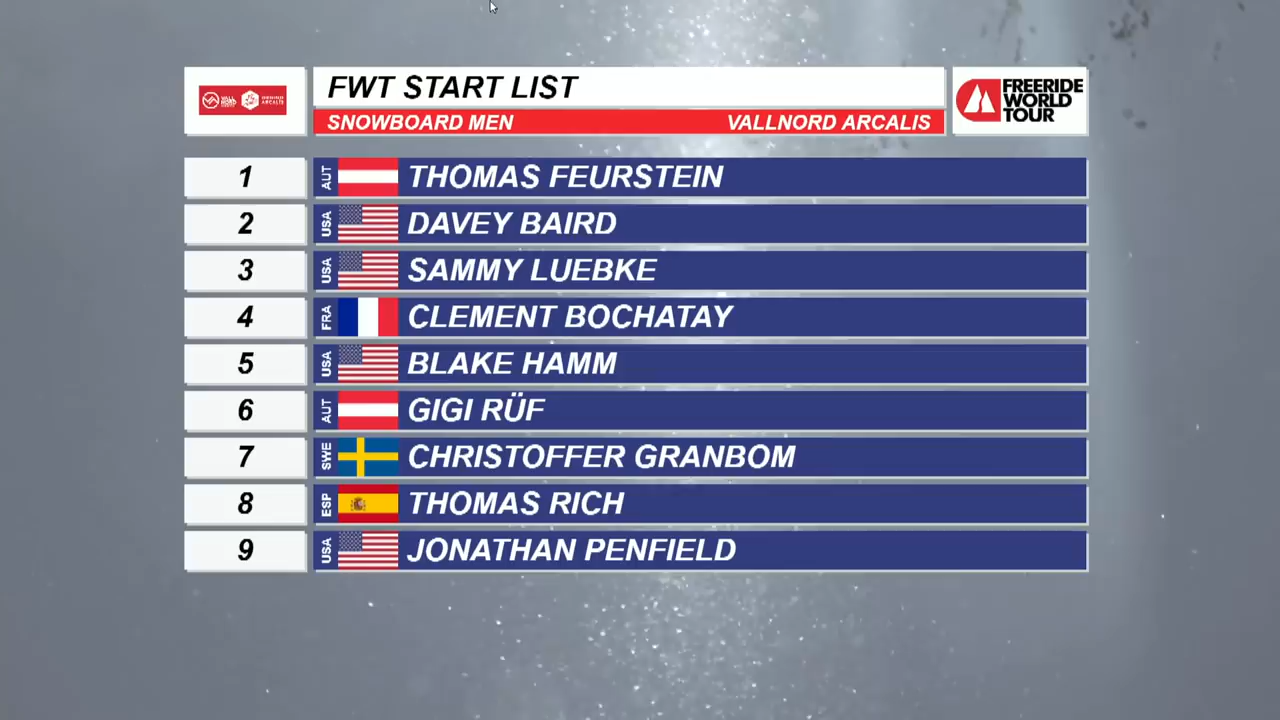 FWT START LIST
SNOWBOARD MEN VALLNORD ARCALIS
FREERIDE
WORLD
TOUR
1 AUT THOMAS FEURSTEIN
2 USA DAVEY BAIRD
3 USA SAMMY LUEBKE
4 FRA CLEMENT BOCHATAY
5 USA BLAKE HAMM
6 AUT GIGI RÜF
7 SWE CHRISTOFFER GRANBOM
8 ESP THOMAS RICH
9 USA JONATHAN PENFIELD